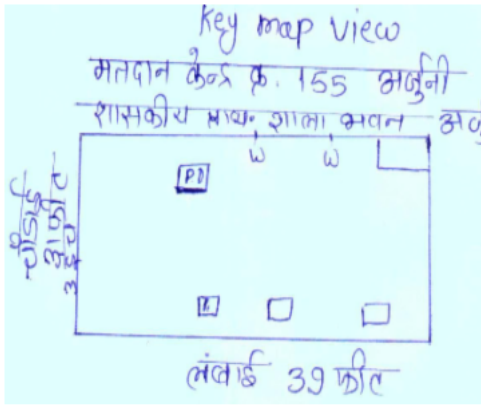 Key map view
मतदान केन्द्र क्र. 155 अर्जुनी
शासकीय प्राथ. शाला भवन
W W
PO
लंबाई 39 फीट